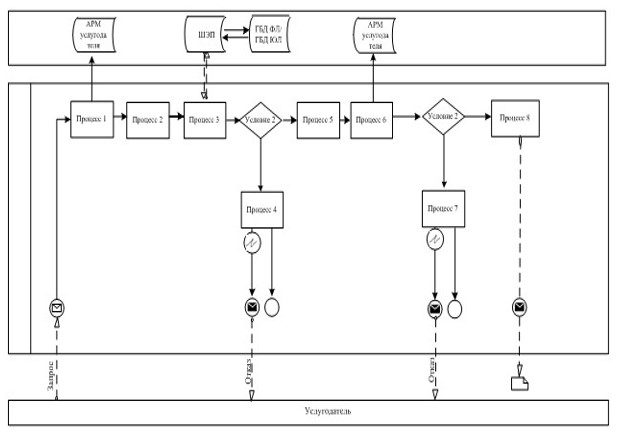 АРМ
услугода
теля
ШЭП
ГБД ФЛ/
ГБД ЮЛ
АРМ
услугода
теля
Процесс 1
Процесс 2
Процесс 3
Условие 2
Процесс 5
Процесс 6
Условие 2
Процесс 8
Процесс 4
Процесс 7
Запрос
Отказ
Отказ
Услугодатель